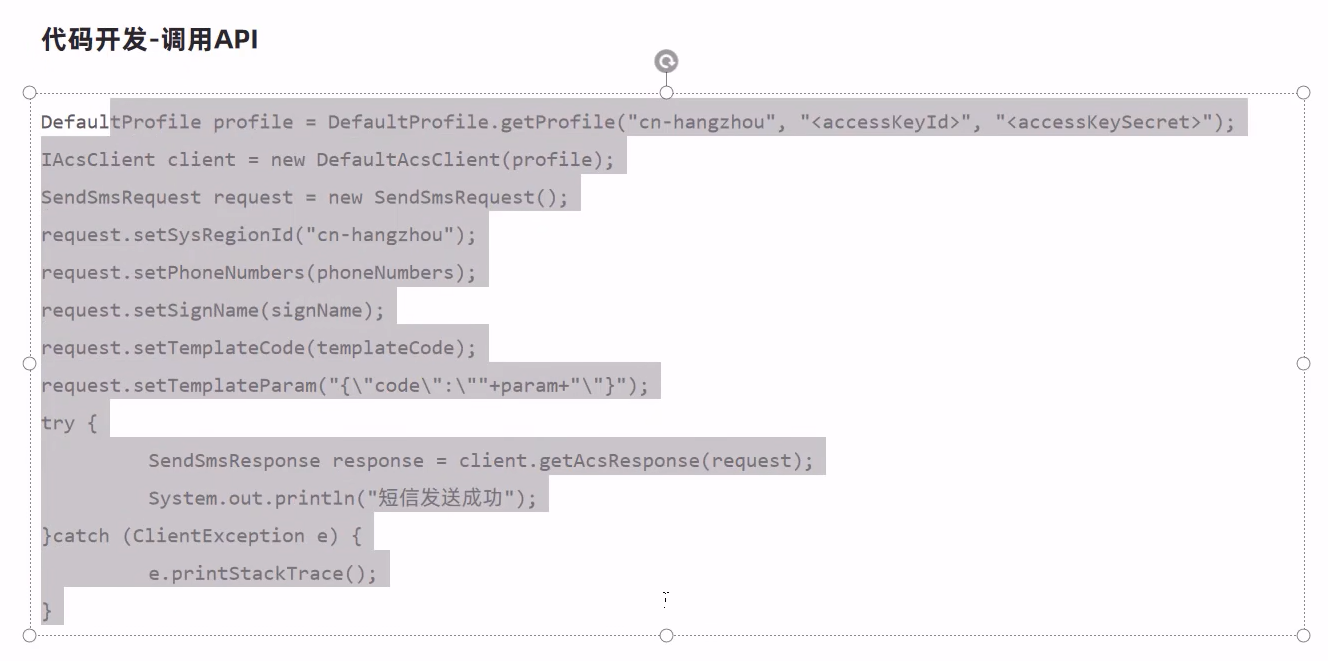 代码开发-调用API
DefaultProfile profile = DefaultProfile.getProfile("cn-hangzhou", "<accessKeyId>", "<accessKeySecret>");
IAcsClient client = new DefaultAcsClient(profile);
SendSmsRequest request = new SendSmsRequest();
request.setSysRegionId("cn-hangzhou");
request.setPhoneNumbers(phoneNumbers);
request.setSignName(signName);
request.setTemplateCode(templateCode);
request.setTemplateParam("{\"code\":\""+param+"\"}");
try {
SendSmsResponse response = client.getAcsResponse(request);
System.out.println("短信发送成功");
}catch (ClientException e) {
e.printStackTrace();
}